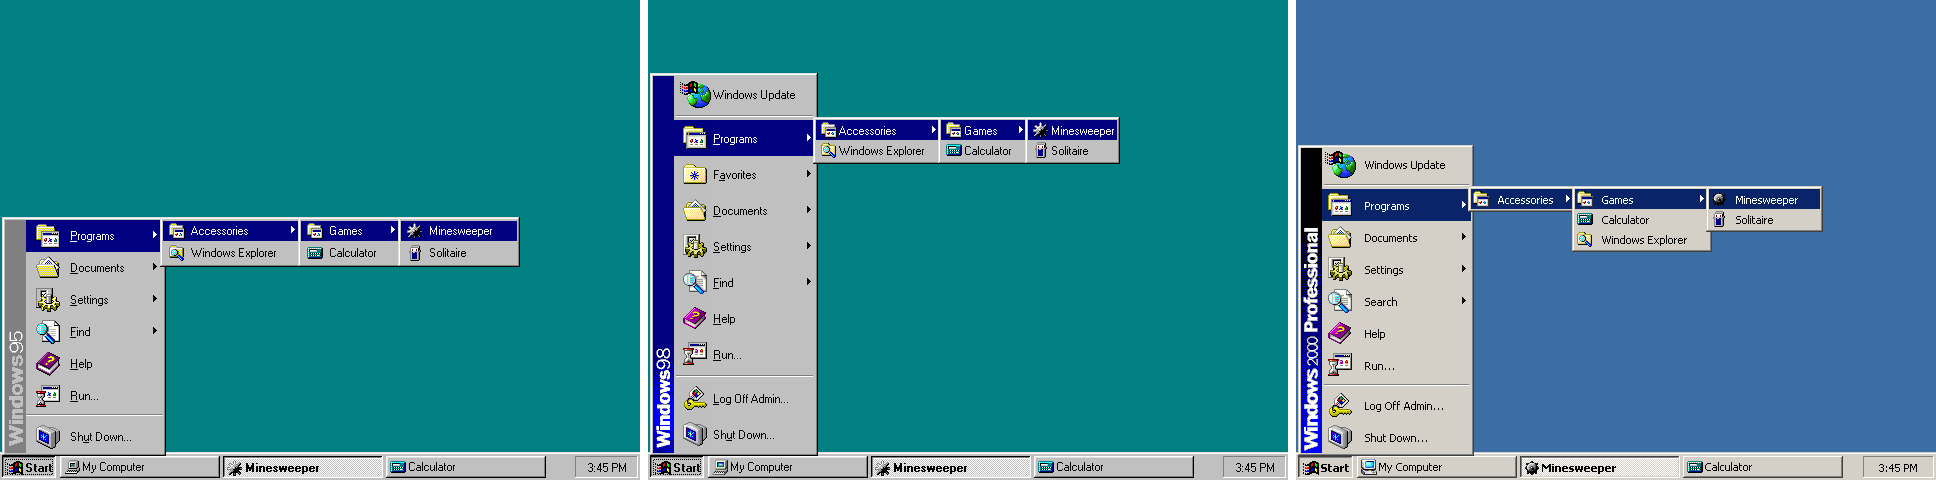 Programs
Documents
Settings
Find
Help
Run...
Shut Down...
Windows95
Accessories
Windows Explorer
Games
Calculator
Minesweeper
Solitaire
Start
My Computer
Minesweeper
Calculator
3:45 PM
Windows Update
Programs
Favorites
Documents
Settings
Find
Help
Run...
Log Off Admin...
Shut Down...
Windows98
Accessories
Windows Explorer
Games
Calculator
Minesweeper
Solitaire
Start
My Computer
Minesweeper
Calculator
3:45 PM
Windows Update
Programs
Documents
Settings
Search
Help
Run...
Log Off Admin...
Shut Down...
Windows 2000 Professional
Accessories
Games
Calculator
Windows Explorer
Minesweeper
Solitaire
Start
My Computer
Minesweeper
Calculator
3:45 PM